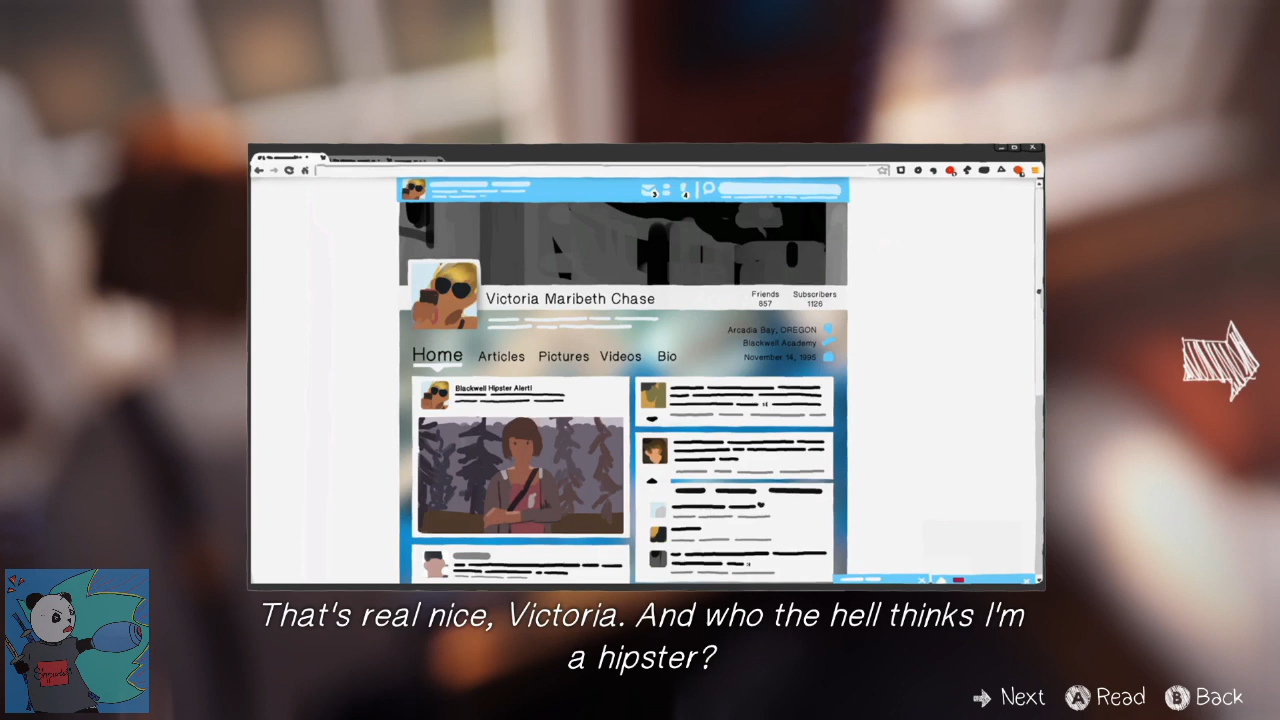 Victoria Maribeth Chase
Friends
857
Subscribers
1126
Arcadia Bay, OREGON
Blackwell Academy
November 14, 1995
Home Articles Pictures Videos Bio
Blackwell Hipster Alert!
That's real nice, Victoria. And who the hell thinks I'm
a hipster?
Next A Read B Back